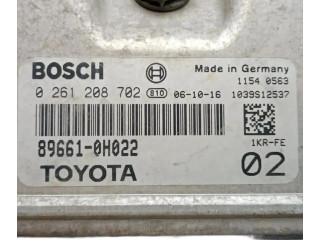 BOSCH Made in Germany
1154 0563
0 261 208 702 810 06-10-16 1039S12537
89661-0H022 1KR-FE
TOYOTA 02